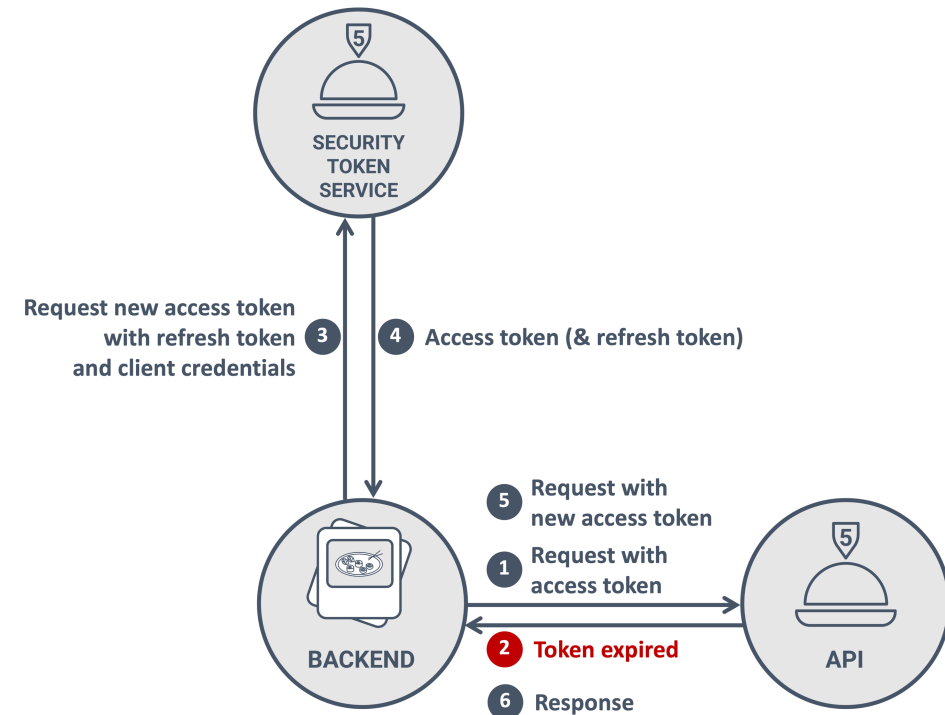 5
SECURITY
TOKEN
SERVICE
Request new access token
with refresh token
and client credentials
3
4
Access token (& refresh token)
5
Request with
new access token
1
Request with
access token
2
Token expired
6
Response
BACKEND
5
API